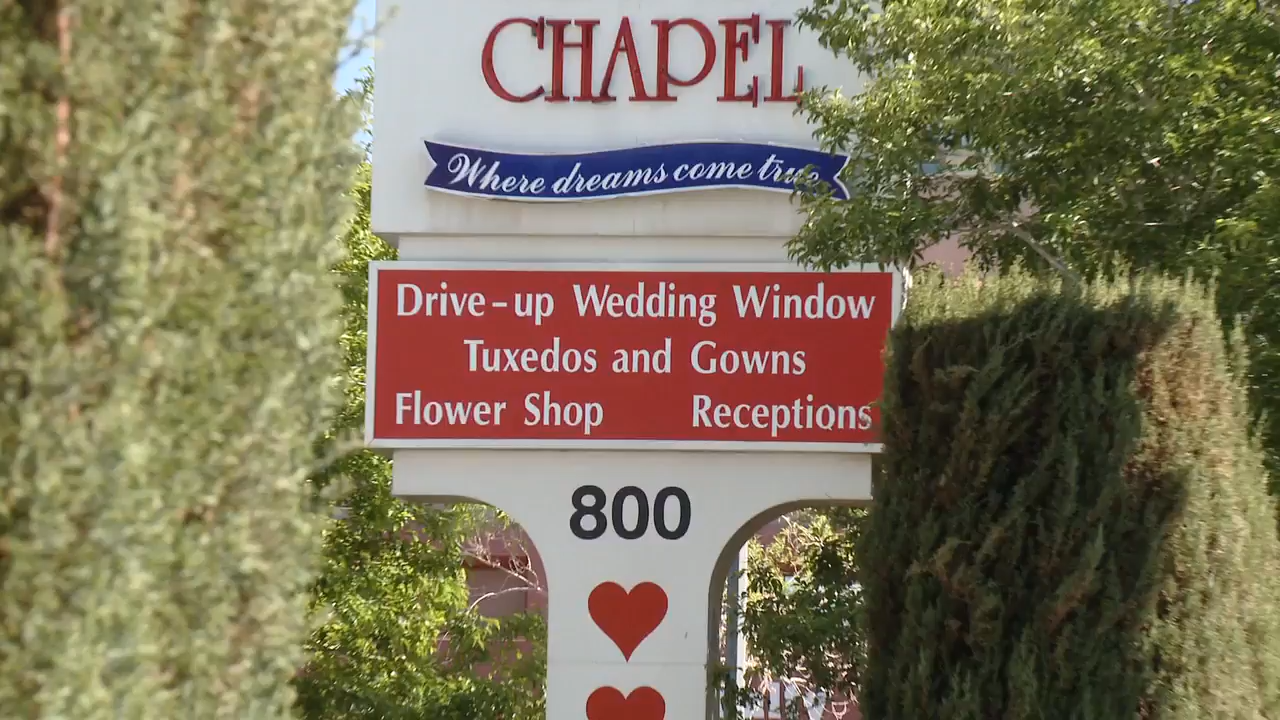 CHAPEL
Where dreams come true
Drive-up Wedding Window
Tuxedos and Gowns
Flower Shop Receptions
800